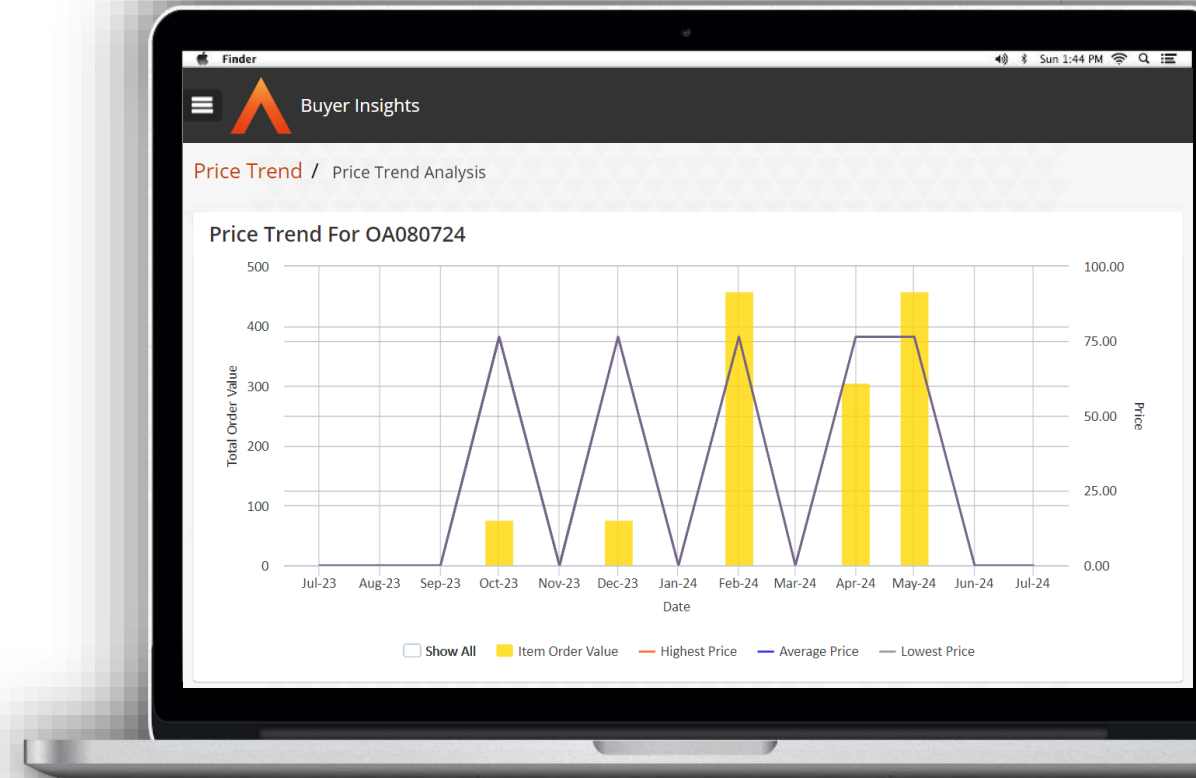 Finder
Sun 1:44 PM
Buyer Insights
Price Trend / Price Trend Analysis
Price Trend For OA080724
500
400
300
200
100
0
Total Order Value
100.00
75.00
50.00
25.00
0.00
Price
Jul-23 Aug-23 Sep-23 Oct-23 Nov-23 Dec-23 Jan-24 Feb-24 Mar-24 Apr-24 May-24 Jun-24 Jul-24
Date
Show All Item Order Value Highest Price Average Price Lowest Price